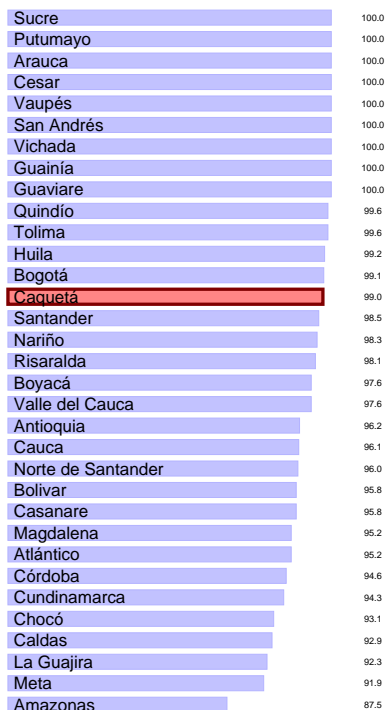 Sucre 100.0
Putumayo 100.0
Arauca 100.0
Cesar 100.0
Vaupés 100.0
San Andrés 100.0
Vichada 100.0
Guainía 100.0
Guaviare 100.0
Quindío 99.6
Tolima 99.6
Huila 99.2
Bogotá 99.1
Caquetá 99.0
Santander 98.5
Nariño 98.3
Risaralda 98.1
Boyacá 97.6
Valle del Cauca 97.6
Antioquia 96.2
Cauca 96.1
Norte de Santander 96.0
Bolivar 95.8
Casanare 95.8
Magdalena 95.2
Atlántico 95.2
Córdoba 94.6
Cundinamarca 94.3
Chocó 93.1
Caldas 92.9
La Guajira 92.3
Meta 91.9
Amazonas 87.5